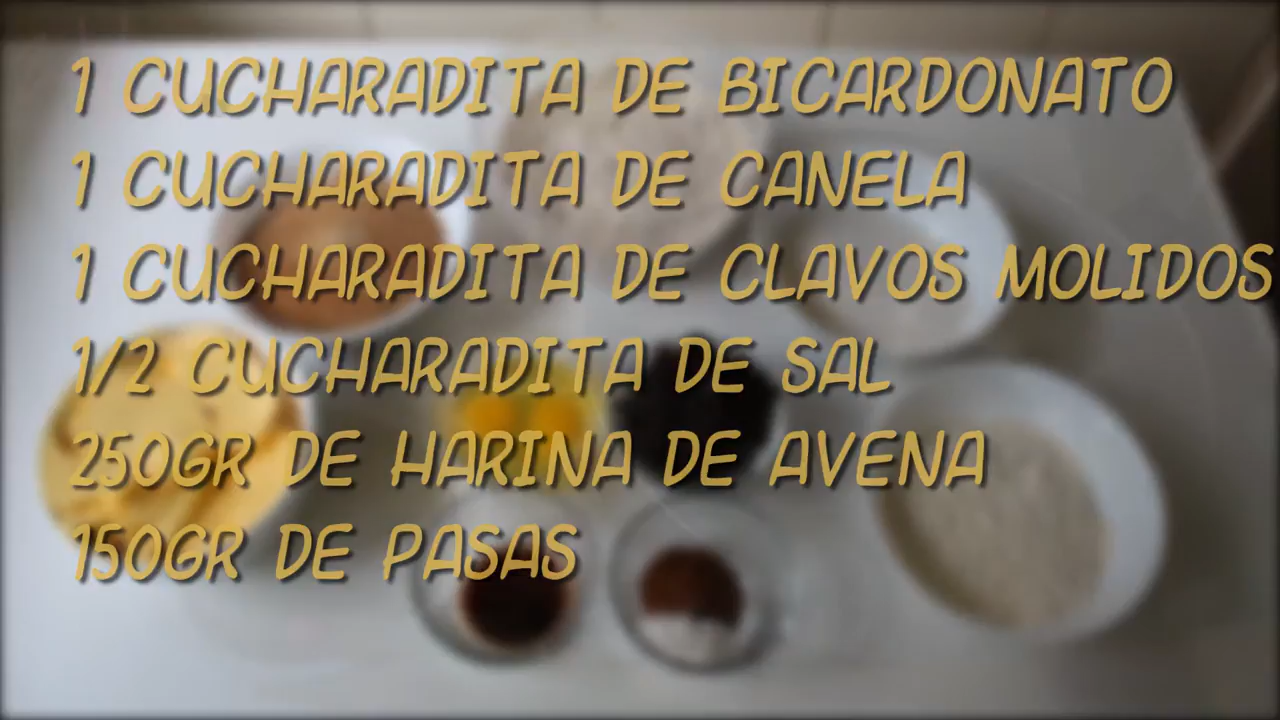 1 CUCHARADITA DE BICARDONATO
1 CUCHARADITA DE CANELA
1 CUCHARADITA DE CLAVOS MOLIDOS
1/2 CUCHARADITA DE SAL
250GR DE HARINA DE AVENA
150GR DE PASAS